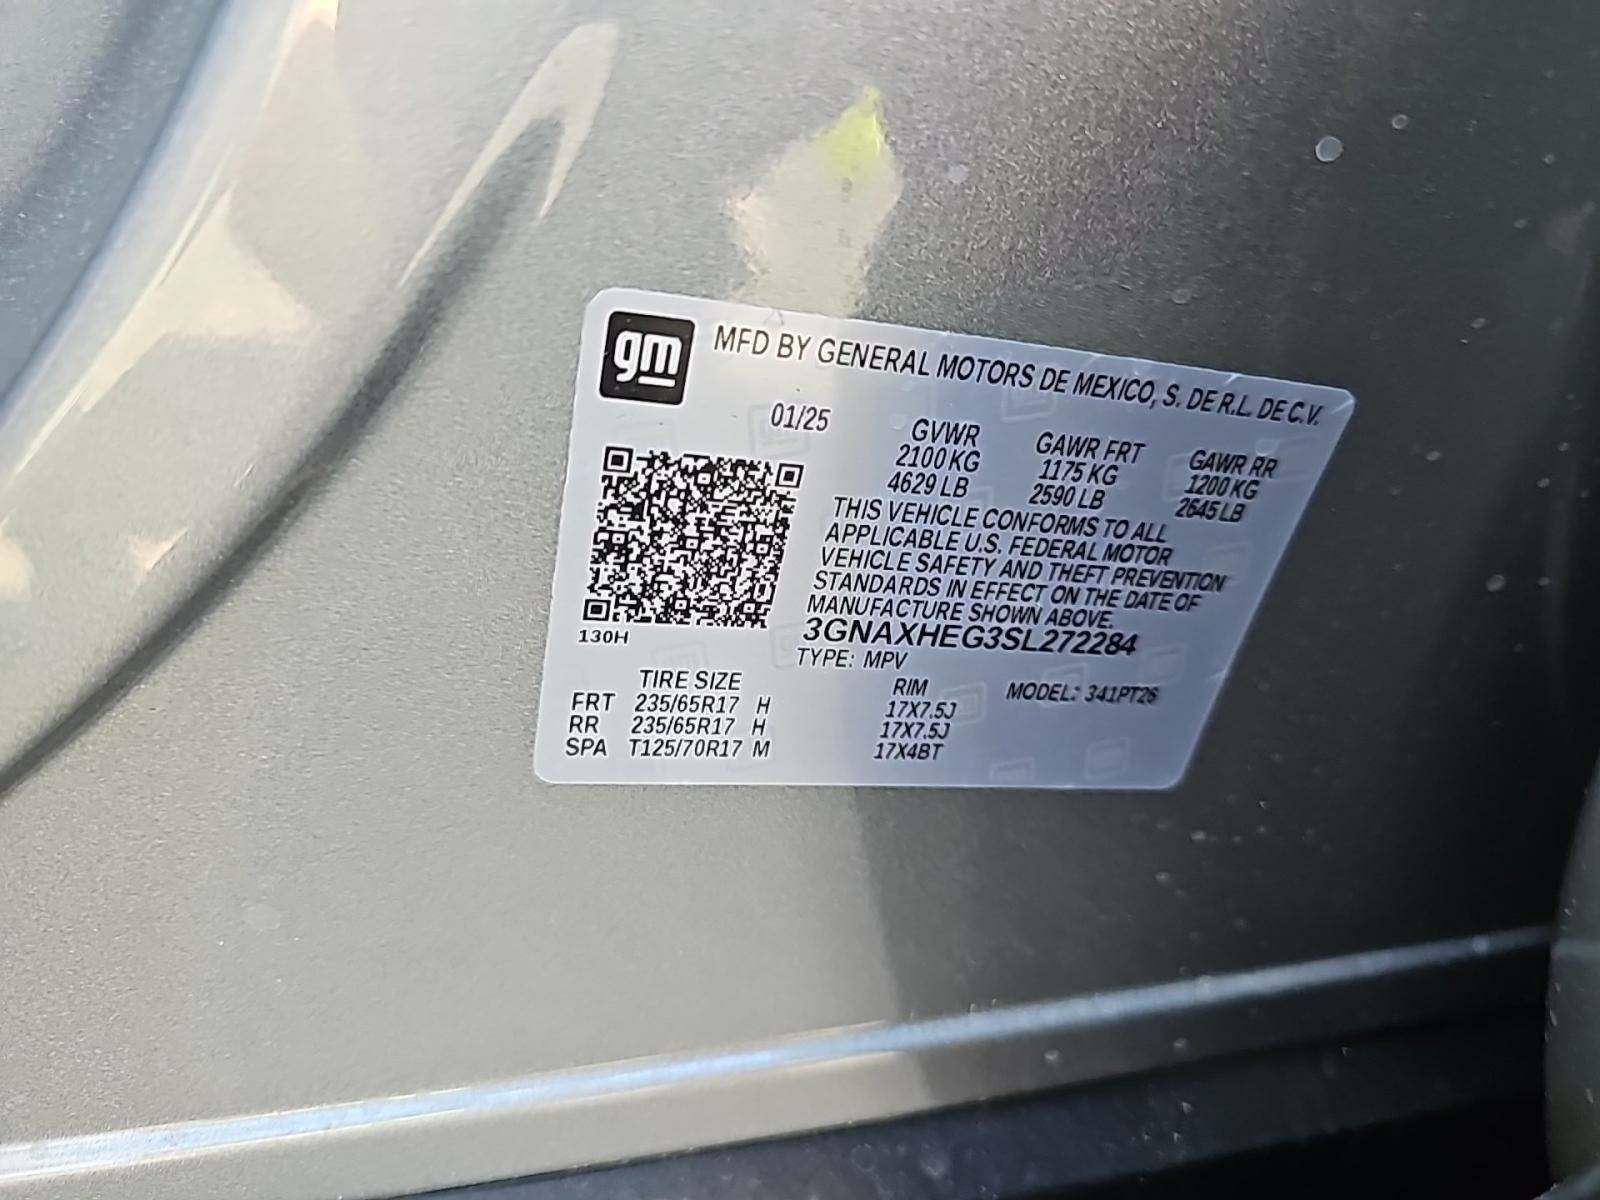 gm
MFD BY GENERAL MOTORS DE MEXICO, S. DE R.L. DE C.V.
01/25
GVWR GAWR FRT GAWR RR
2100 KG 1175 KG 1200 KG
4629 LB 2590 LB 2645 LB
THIS VEHICLE CONFORMS TO ALL
APPLICABLE U.S. FEDERAL MOTOR
VEHICLE SAFETY AND THEFT PREVENTION
STANDARDS IN EFFECT ON THE DATE OF
MANUFACTURE SHOWN ABOVE.
130H
3GNAXHEG3SL272284
TYPE: MPV
TIRE SIZE RIM MODEL: 341PT26
FRT 235/65R17 H 17X7.5J
RR 235/65R17 H 17X7.5J
SPA T125/70R17 M 17X4BT